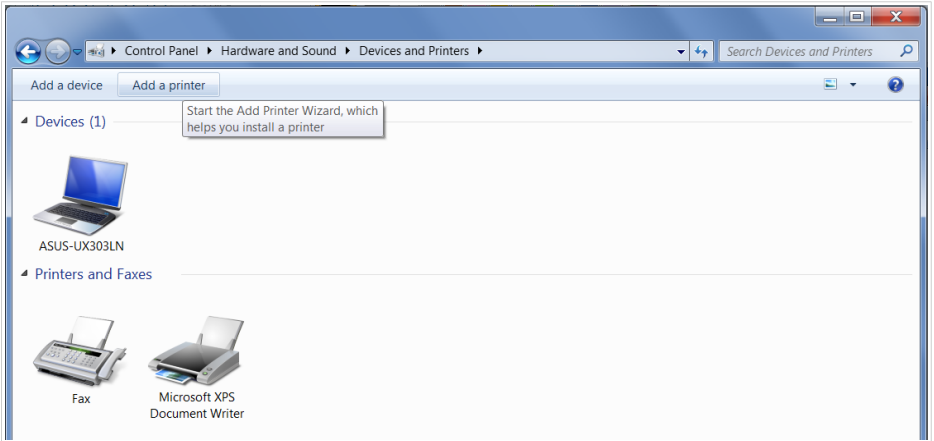 Control Panel Hardware and Sound Devices and Printers Search Devices and Printers
Add a device Add a printer
Start the Add Printer Wizard, which
helps you install a printer
Devices (1)
ASUS-UX303LN
Printers and Faxes
Fax
Microsoft XPS
Document Writer